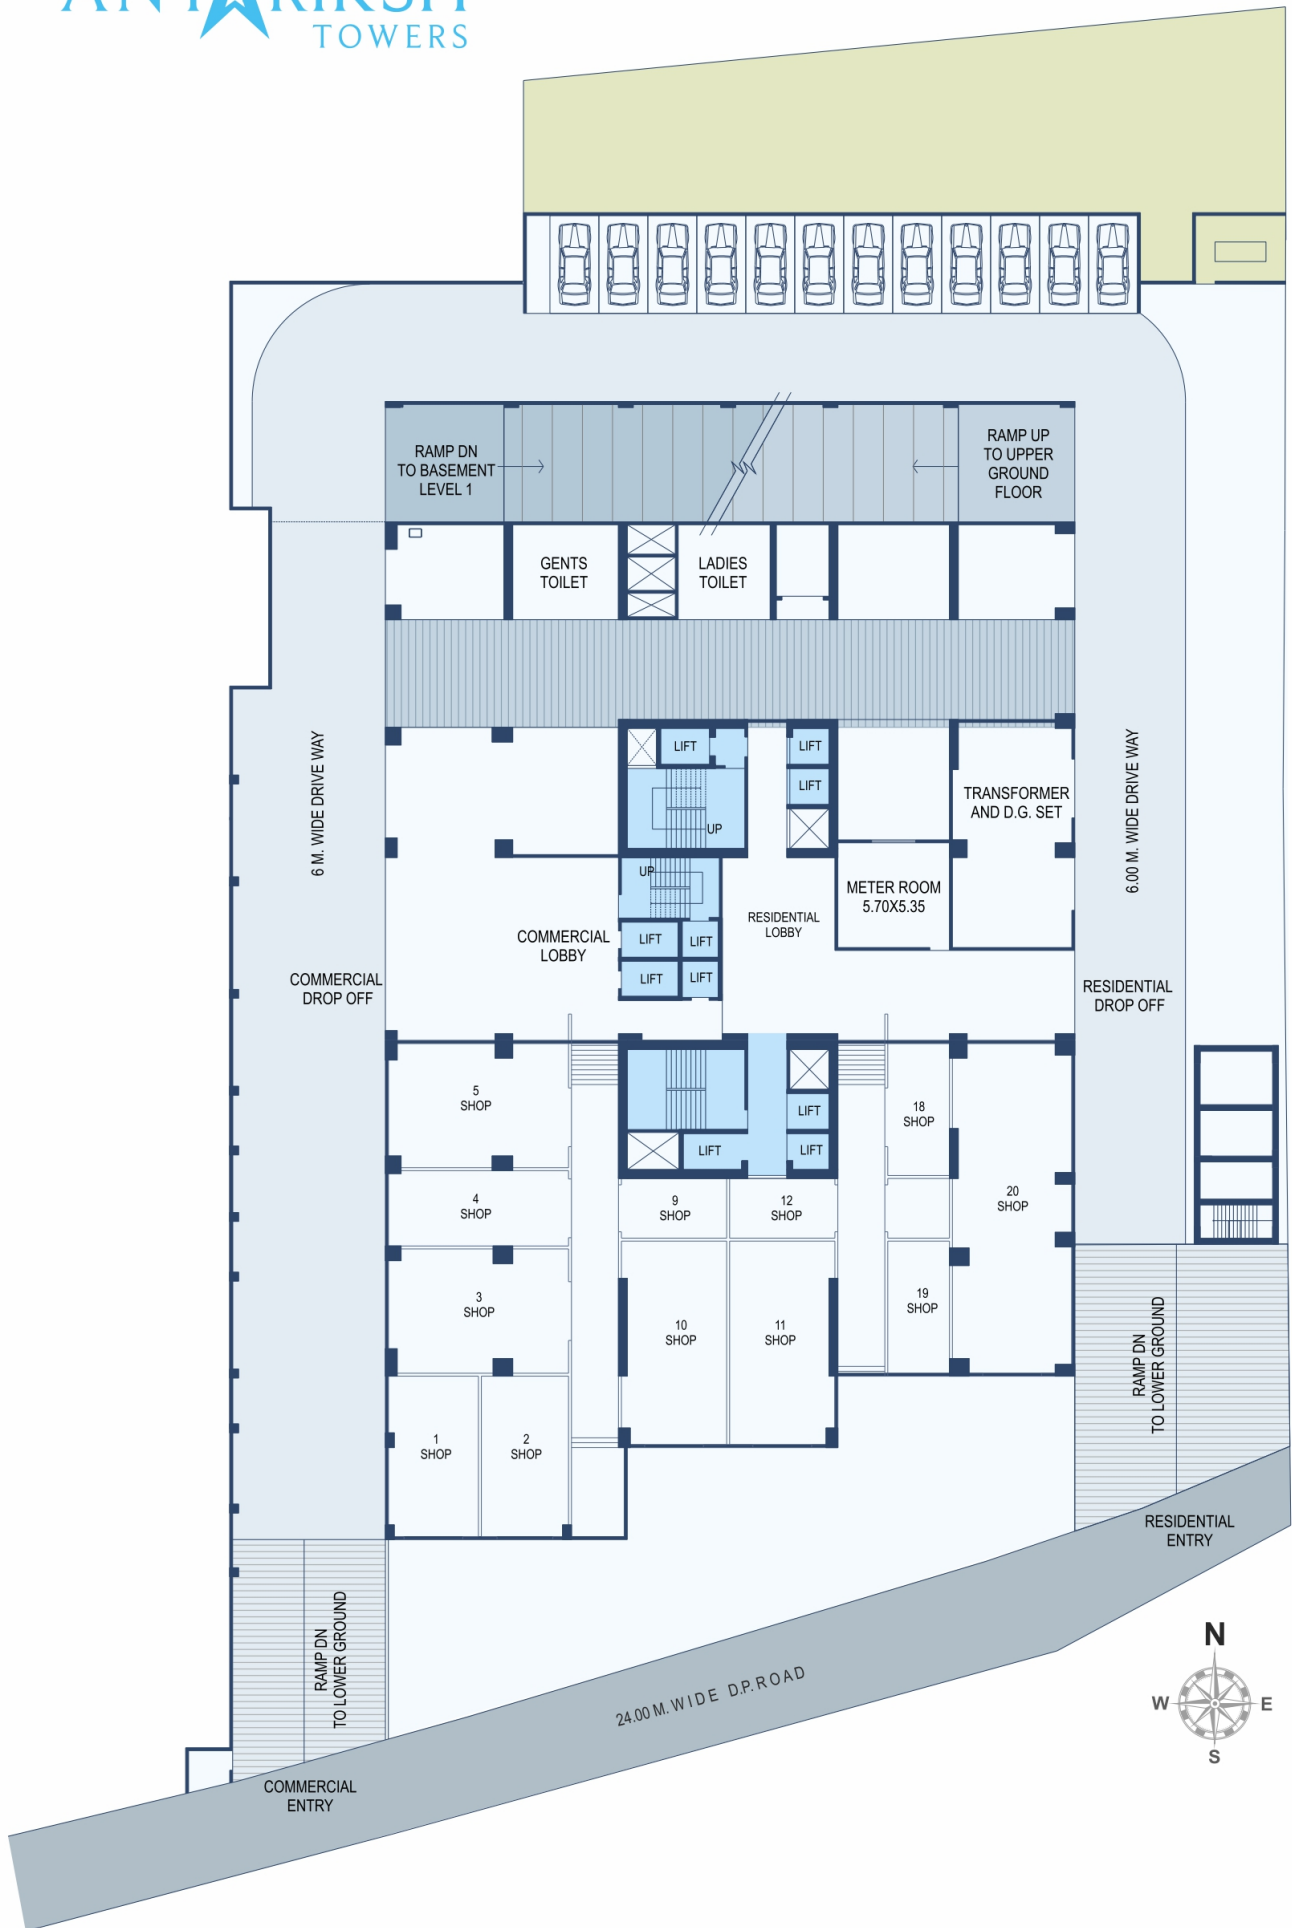 TOWERS
RAMP DN
TO BASEMENT
LEVEL 1
RAMP UP
TO UPPER
GROUND
FLOOR
GENTS
TOILET
LADIES
TOILET
6 M. WIDE DRIVE WAY
LIFT
LIFT
LIFT
UP
TRANSFORMER
AND D.G. SET
6.00 M. WIDE DRIVE WAY
UP
METER ROOM
5.70X5.35
RESIDENTIAL
LOBBY
COMMERCIAL
LOBBY
LIFT
LIFT
LIFT
LIFT
COMMERCIAL
DROP OFF
RESIDENTIAL
DROP OFF
5
SHOP
18
SHOP
LIFT
LIFT
LIFT
4
SHOP
9
SHOP
12
SHOP
20
SHOP
3
SHOP
10
SHOP
11
SHOP
19
SHOP
1
SHOP
2
SHOP
RAMP DN
TO LOWER GROUND
RESIDENTIAL
ENTRY
RAMP DN
TO LOWER GROUND
24.00 M. WIDE D.P. ROAD
COMMERCIAL
ENTRY
N
W
E
S